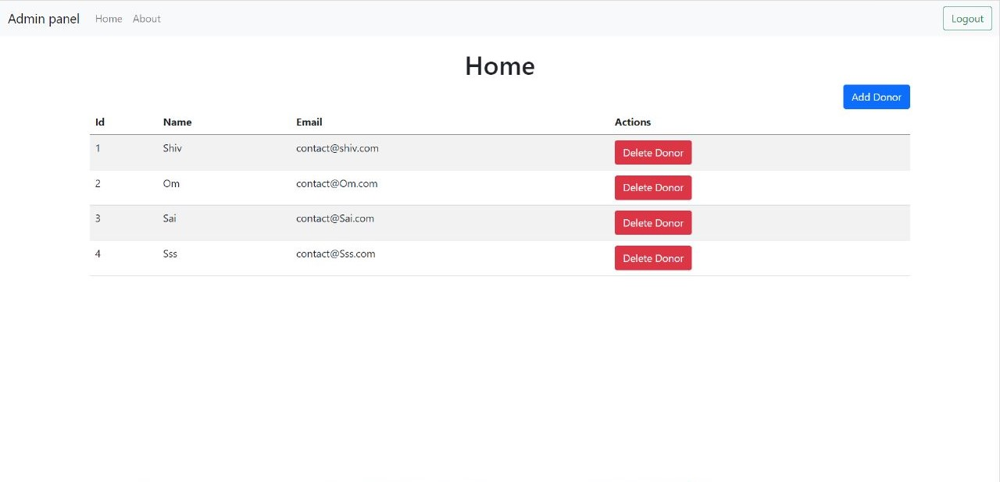 Admin panel Home About Logout
Home
Add Donor
Id Name Email Actions
1 Shiv contact@shiv.com Delete Donor
2 Om contact@Om.com Delete Donor
3 Sai contact@Sai.com Delete Donor
4 Sss contact@Sss.com Delete Donor